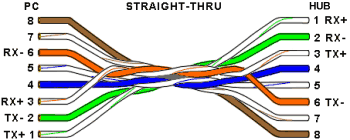 PC STRAIGHT-THRU HUB
8 1 RX+
7 2 RX-
RX- 6 3 TX+
5 4
4 5
RX+ 3 6 TX-
TX- 2 7
TX+ 1 8